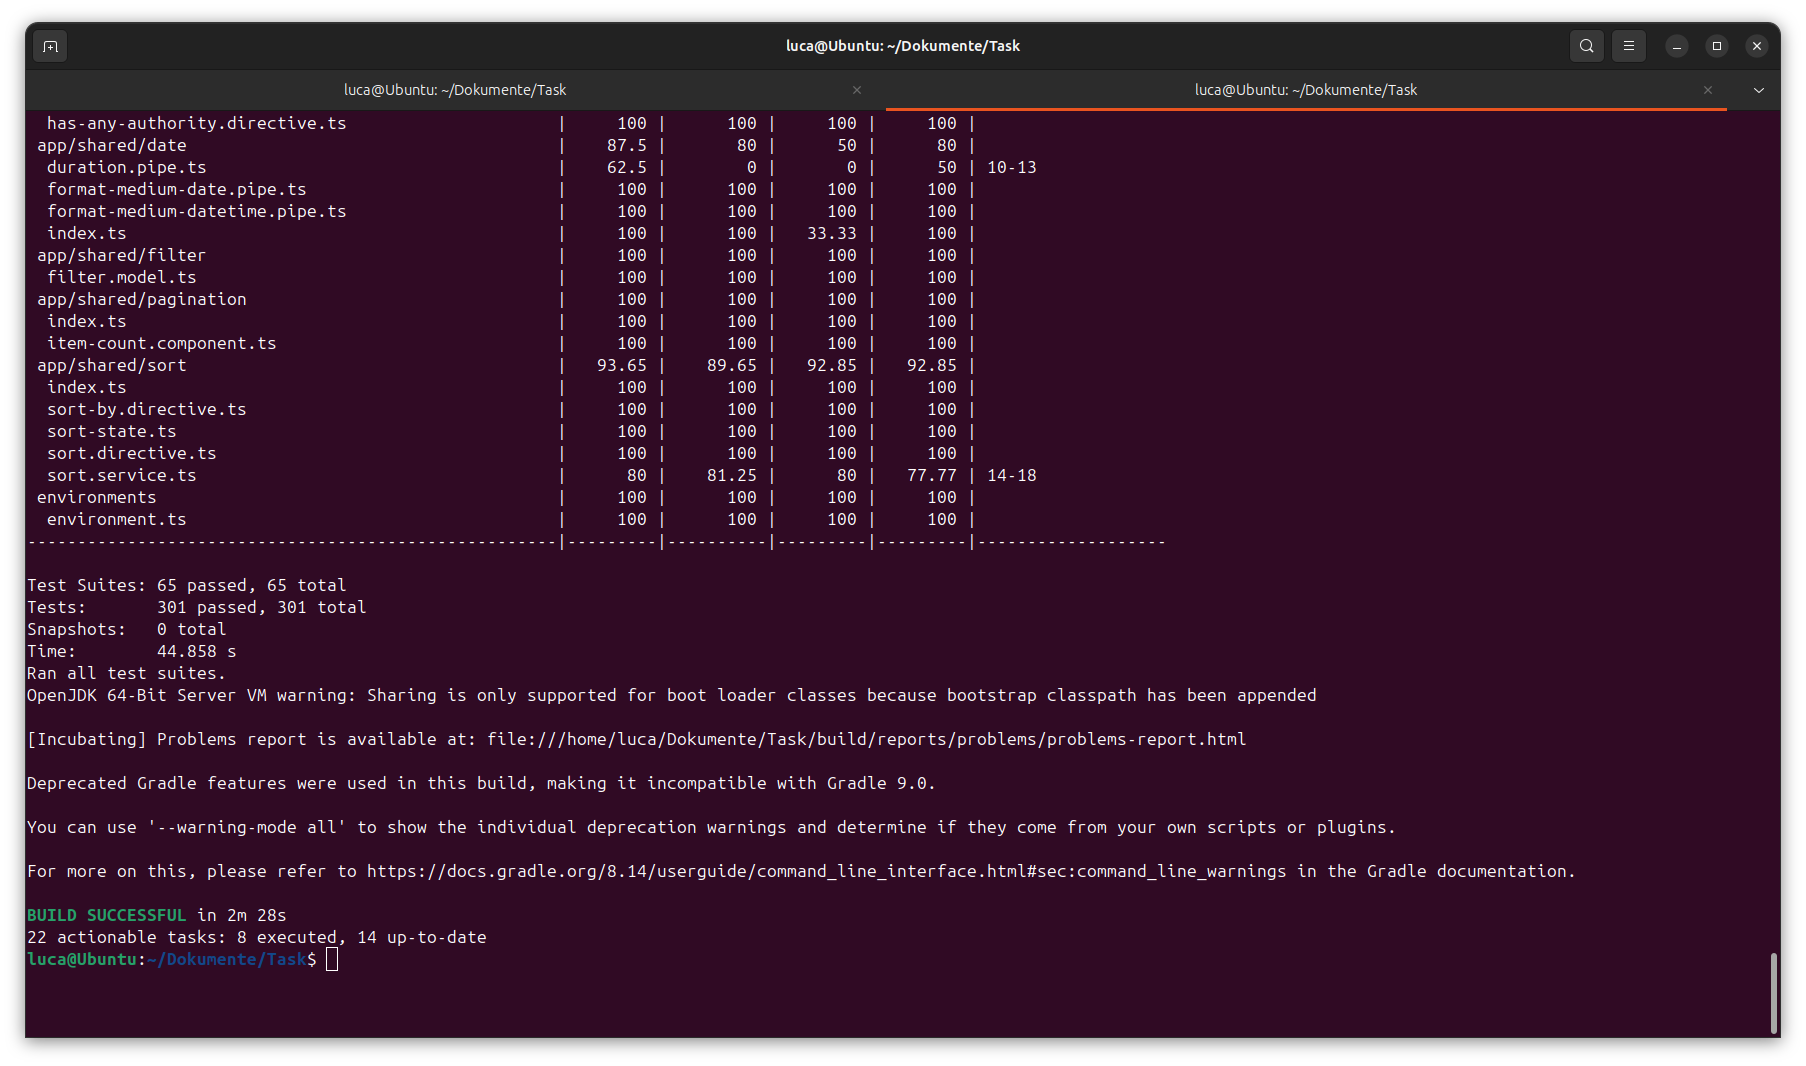 luca@Ubuntu: ~/Dokumente/Task
luca@Ubuntu: ~/Dokumente/Task
luca@Ubuntu: ~/Dokumente/Task
  has-any-authority.directive.ts                     |     100 |      100 |     100 |     100 |
 app/shared/date                                     |    87.5 |       80 |      50 |      80 |
  duration.pipe.ts                                   |    62.5 |        0 |       0 |      50 | 10-13
  format-medium-date.pipe.ts                         |     100 |      100 |     100 |     100 |
  format-medium-datetime.pipe.ts                     |     100 |      100 |     100 |     100 |
  index.ts                                           |     100 |      100 |   33.33 |     100 |
 app/shared/filter                                   |     100 |      100 |     100 |     100 |
  filter.model.ts                                    |     100 |      100 |     100 |     100 |
 app/shared/pagination                               |     100 |      100 |     100 |     100 |
  index.ts                                           |     100 |      100 |     100 |     100 |
  item-count.component.ts                            |     100 |      100 |     100 |     100 |
 app/shared/sort                                     |   93.65 |    89.65 |   92.85 |   92.85 |
  index.ts                                           |     100 |      100 |     100 |     100 |
  sort-by.directive.ts                               |     100 |      100 |     100 |     100 |
  sort-state.ts                                      |     100 |      100 |     100 |     100 |
  sort.directive.ts                                  |     100 |      100 |     100 |     100 |
  sort.service.ts                                    |      80 |    81.25 |      80 |   77.77 | 14-18
 environments                                        |     100 |      100 |     100 |     100 |
  environment.ts                                     |     100 |      100 |     100 |     100 |
-----------------------------------------------------|---------|----------|---------|---------|-------------------
Test Suites: 65 passed, 65 total
Tests:       301 passed, 301 total
Snapshots:   0 total
Time:        44.858 s
Ran all test suites.
OpenJDK 64-Bit Server VM warning: Sharing is only supported for boot loader classes because bootstrap classpath has been appended
[Incubating] Problems report is available at: file:///home/luca/Dokumente/Task/build/reports/problems/problems-report.html
Deprecated Gradle features were used in this build, making it incompatible with Gradle 9.0.
You can use '--warning-mode all' to show the individual deprecation warnings and determine if they come from your own scripts or plugins.
For more on this, please refer to https://docs.gradle.org/8.14/userguide/command_line_interface.html#sec:command_line_warnings in the Gradle documentation.
BUILD SUCCESSFUL in 2m 28s
22 actionable tasks: 8 executed, 14 up-to-date
luca@Ubuntu:~/Dokumente/Task$